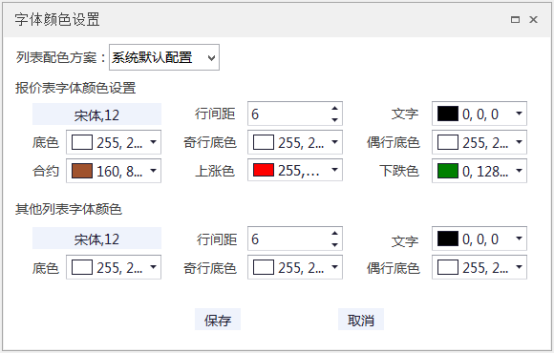 字体颜色设置
列表配色方案： 系统默认配置
报价表字体颜色设置
宋体,12 行间距 6 文字 0, 0, 0
底色 255, 2... 奇行底色 255, 2... 偶行底色 255, 2...
合约 160, 8... 上涨色 255,... 下跌色 0, 128...
其他列表字体颜色
宋体,12 行间距 6 文字 0, 0, 0
底色 255, 2... 奇行底色 255, 2... 偶行底色 255, 2...
保存 取消